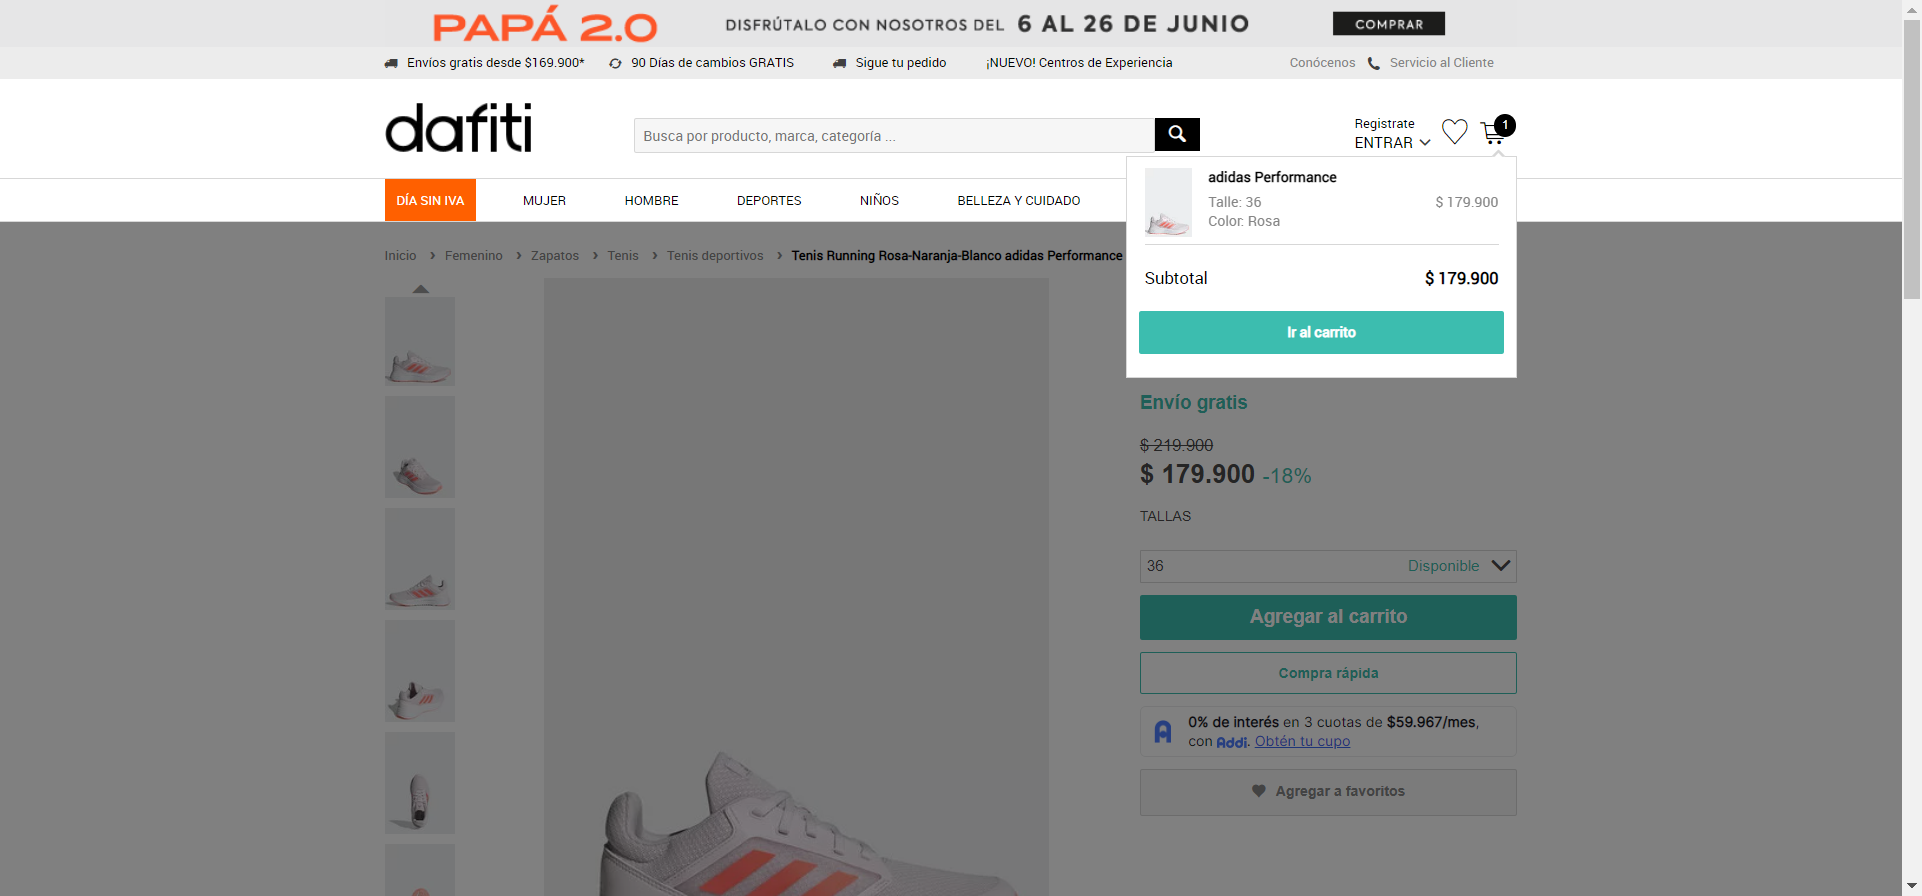 PAPÁ 2.0
DISFRÚTALO CON NOSOTROS DEL 6 AL 26 DE JUNIO
COMPRAR
Envíos gratis desde $169.900*
90 Días de cambios GRATIS
Sigue tu pedido
¡NUEVO! Centros de Experiencia
Conócenos
Servicio al Cliente
dafiti
Busca por producto, marca, categoría ...
Registrate
ENTRAR
1
DÍA SIN IVA
MUJER
HOMBRE
DEPORTES
NIÑOS
BELLEZA Y CUIDADO
adidas Performance
Talle: 36
$ 179.900
Color: Rosa
Subtotal
$ 179.900
Ir al carrito
Inicio › Femenino › Zapatos › Tenis › Tenis deportivos › Tenis Running Rosa-Naranja-Blanco adidas Performance
Envío gratis
$ 219.900
$ 179.900 -18%
TALLAS
36
Disponible
Agregar al carrito
Compra rápida
0% de interés en 3 cuotas de $59.967/mes,
con Addi. Obtén tu cupo
Agregar a favoritos